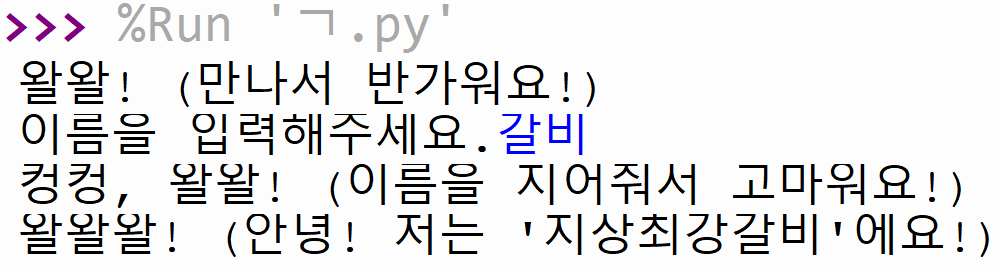 >>> %Run 'ㄱ.py'
왈왈! (만나서 반가워요!)
이름을 입력해주세요.갈비
컹컹, 왈왈! (이름을 지어줘서 고마워요!)
왈왈왈! (안녕! 저는 '지상최강갈비'에요!)